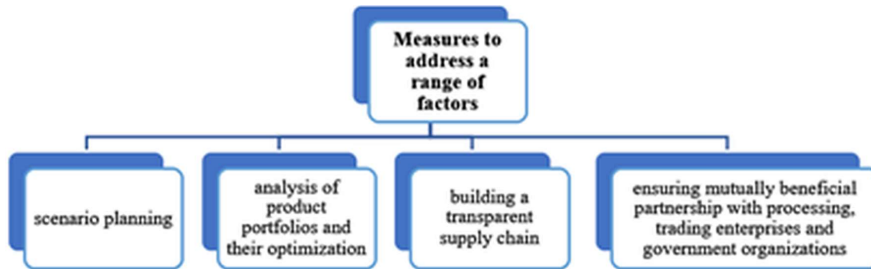 Measures to
address a
range of
factors
scenario planning
analysis of
product
portfolios and
their optimization
building a
transparent
supply chain
ensuring mutually beneficial
partnership with processing,
trading enterprises and
government organizations